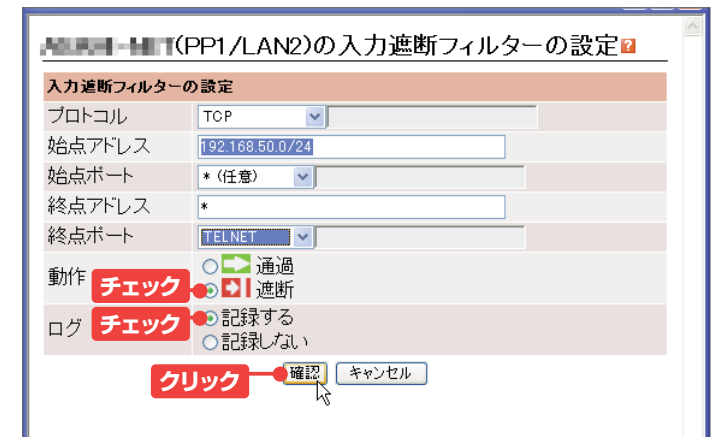 (PP1/LAN2)の入力遮断フィルターの設定?
入力遮断フィルターの設定
プロトコル TCP
始点アドレス 192.168.50.0/24
始点ポート * (任意)
終点アドレス *
終点ポート TELNET
通過
動作 チェック 遮断
ログ チェック 記録する
記録しない
クリック 確認 キャンセル